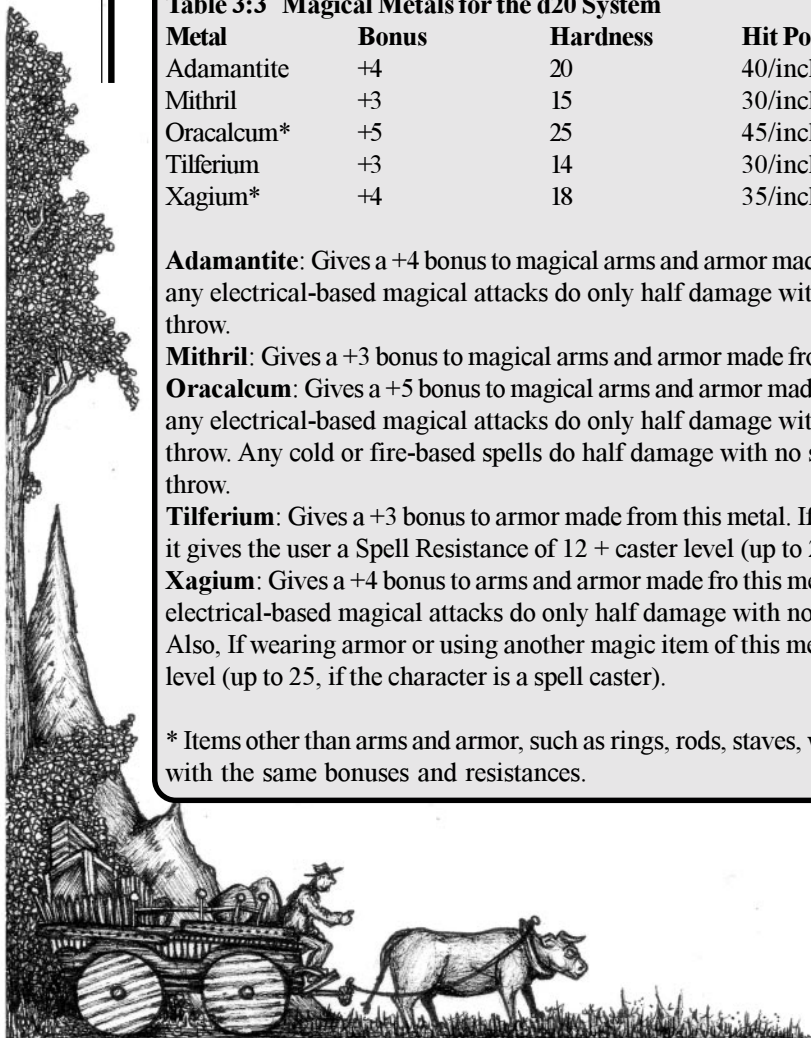 Table 3:3 Magical Metals for the d20 System
Metal Bonus Hardness Hit Po
Adamantite +4 20 40/incl
Mithril +3 15 30/incl
Oracalcum* +5 25 45/incl
Tilferium +3 14 30/incl
Xagium* +4 18 35/incl
Adamantite: Gives a +4 bonus to magical arms and armor mad
any electrical-based magical attacks do only half damage wit
throw.
Mithril: Gives a +3 bonus to magical arms and armor made fro
Oracalcum: Gives a +5 bonus to magical arms and armor mad
any electrical-based magical attacks do only half damage wit
throw. Any cold or fire-based spells do half damage with no s
throw.
Tilferium: Gives a +3 bonus to armor made from this metal. If
it gives the user a Spell Resistance of 12 + caster level (up to 2
Xagium: Gives a +4 bonus to arms and armor made fro this me
electrical-based magical attacks do only half damage with no
Also, If wearing armor or using another magic item of this me
level (up to 25, if the character is a spell caster).
* Items other than arms and armor, such as rings, rods, staves, w
with the same bonuses and resistances.